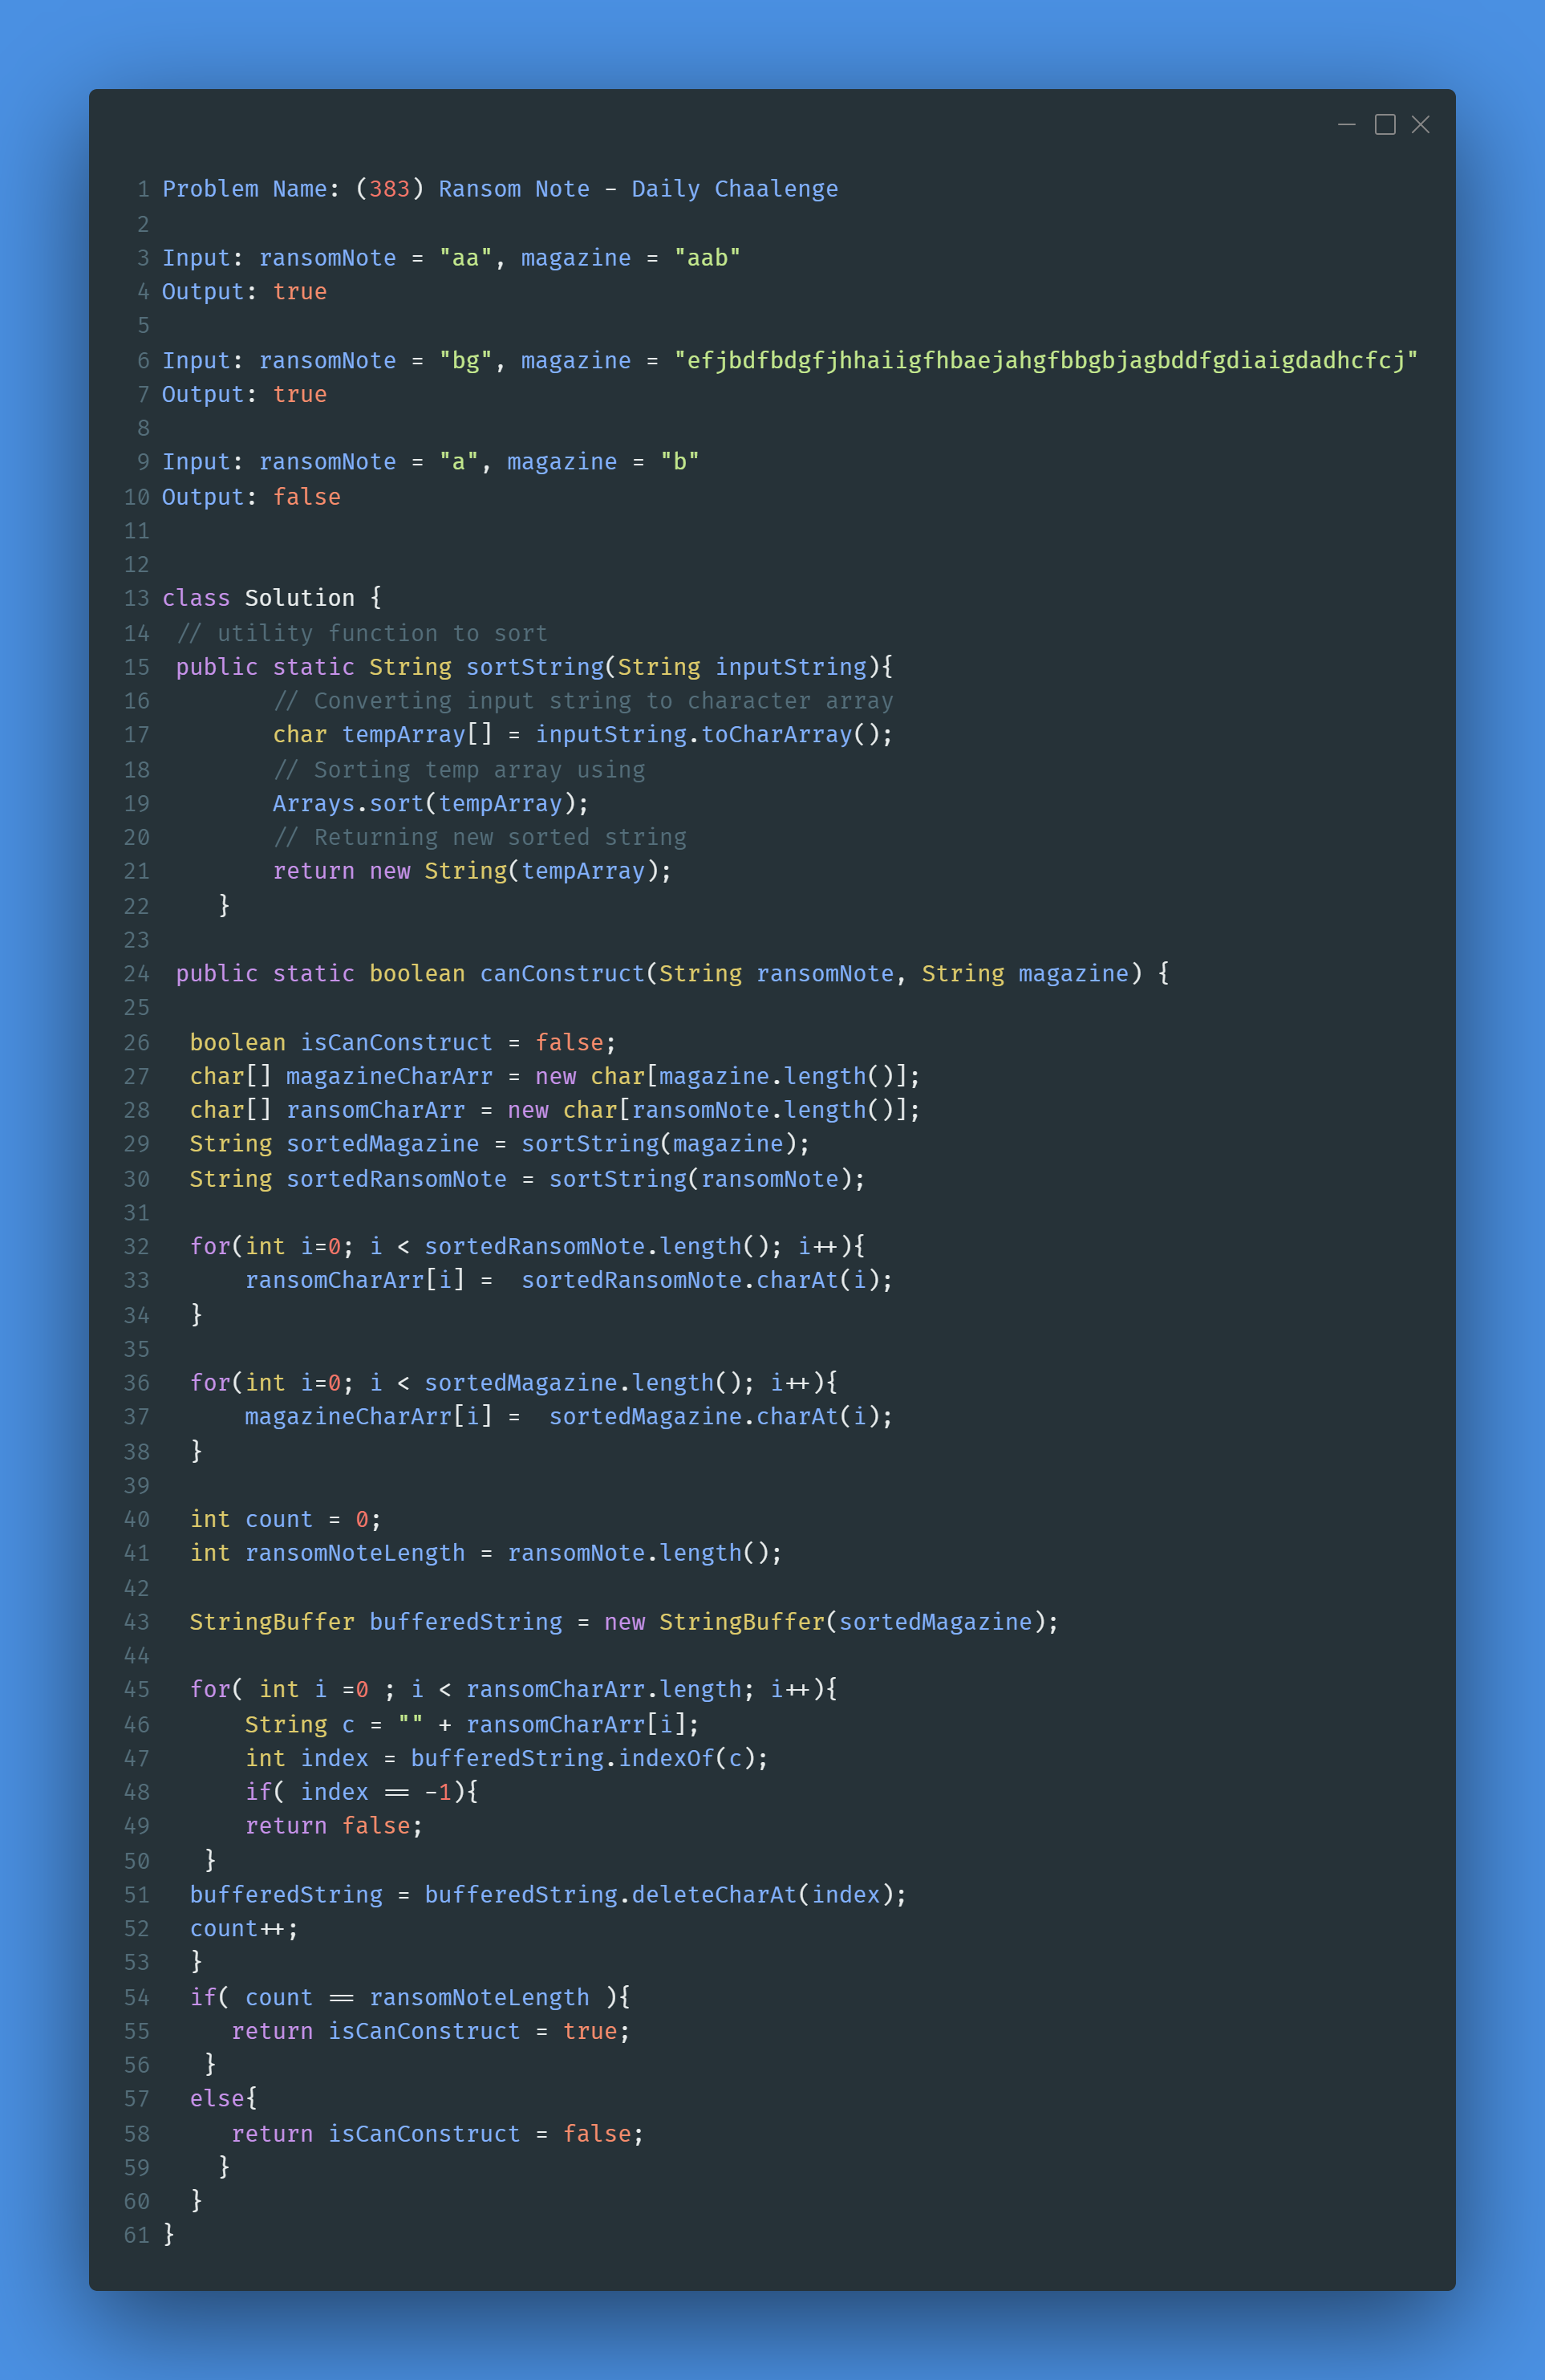 1 Problem Name: (383) Ransom Note - Daily Chaalenge
2
3 Input: ransomNote = "aa", magazine = "aab"
4 Output: true
5
6 Input: ransomNote = "bg", magazine = "efjbdfbdgfjhhaiigfhbaejahgfbbgbjagbddfgdiaigdadhcfcj"
7 Output: true
8
9 Input: ransomNote = "a", magazine = "b"
10 Output: false
11
12
13 class Solution {
14  // utility function to sort
15  public static String sortString(String inputString){
16         // Converting input string to character array
17         char tempArray[] = inputString.toCharArray();
18         // Sorting temp array using
19         Arrays.sort(tempArray);
20         // Returning new sorted string
21         return new String(tempArray);
22     }
23
24  public static boolean canConstruct(String ransomNote, String magazine) {
25
26   boolean isCanConstruct = false;
27   char[] magazineCharArr = new char[magazine.length()];
28   char[] ransomCharArr = new char[ransomNote.length()];
29   String sortedMagazine = sortString(magazine);
30   String sortedRansomNote = sortString(ransomNote);
31
32   for(int i=0; i < sortedRansomNote.length(); i++){
33       ransomCharArr[i] =  sortedRansomNote.charAt(i);
34   }
35
36   for(int i=0; i < sortedMagazine.length(); i++){
37       magazineCharArr[i] =  sortedMagazine.charAt(i);
38   }
39
40   int count = 0;
41   int ransomNoteLength = ransomNote.length();
42
43   StringBuffer bufferedString = new StringBuffer(sortedMagazine);
44
45   for( int i =0 ; i < ransomCharArr.length; i++){
46       String c = "" + ransomCharArr[i];
47       int index = bufferedString.indexOf(c);
48       if( index == -1){
49       return false;
50    }
51   bufferedString = bufferedString.deleteCharAt(index);
52   count++;
53   }
54   if( count == ransomNoteLength ){
55      return isCanConstruct = true;
56    }
57   else{
58      return isCanConstruct = false;
59     }
60   }
61 }